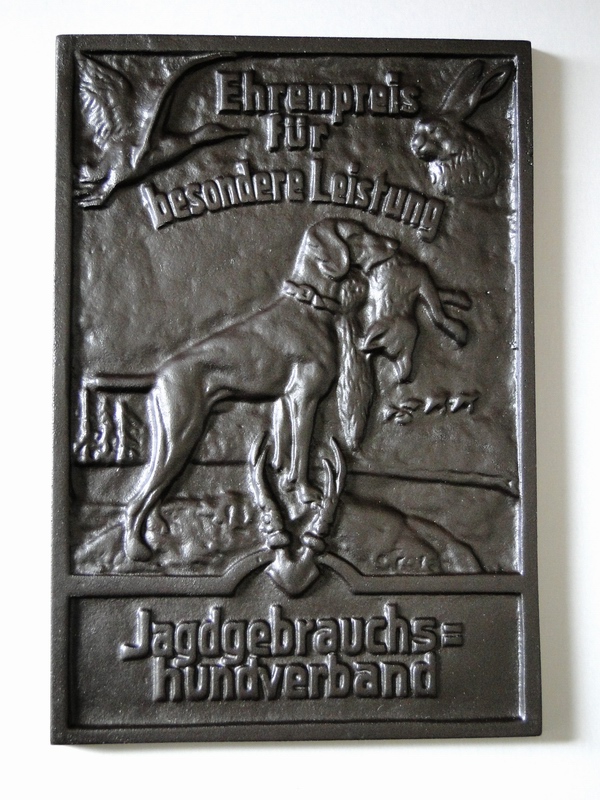 Ehrenpreis
für
besondere Leistung
Jagdgebrauchs=
hundverband